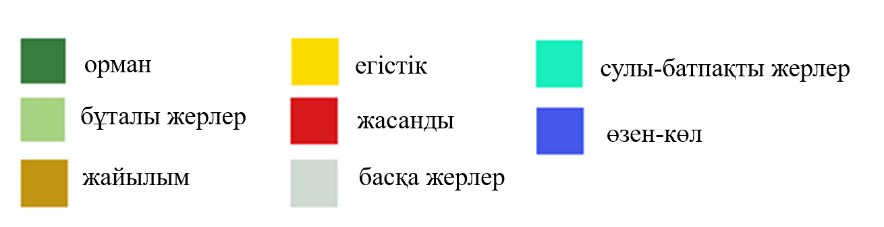 орман
бұталы жерлер
жайылым
егістік
жасанды
басқа жерлер
сулы-батпақты жерлер
өзен-көл